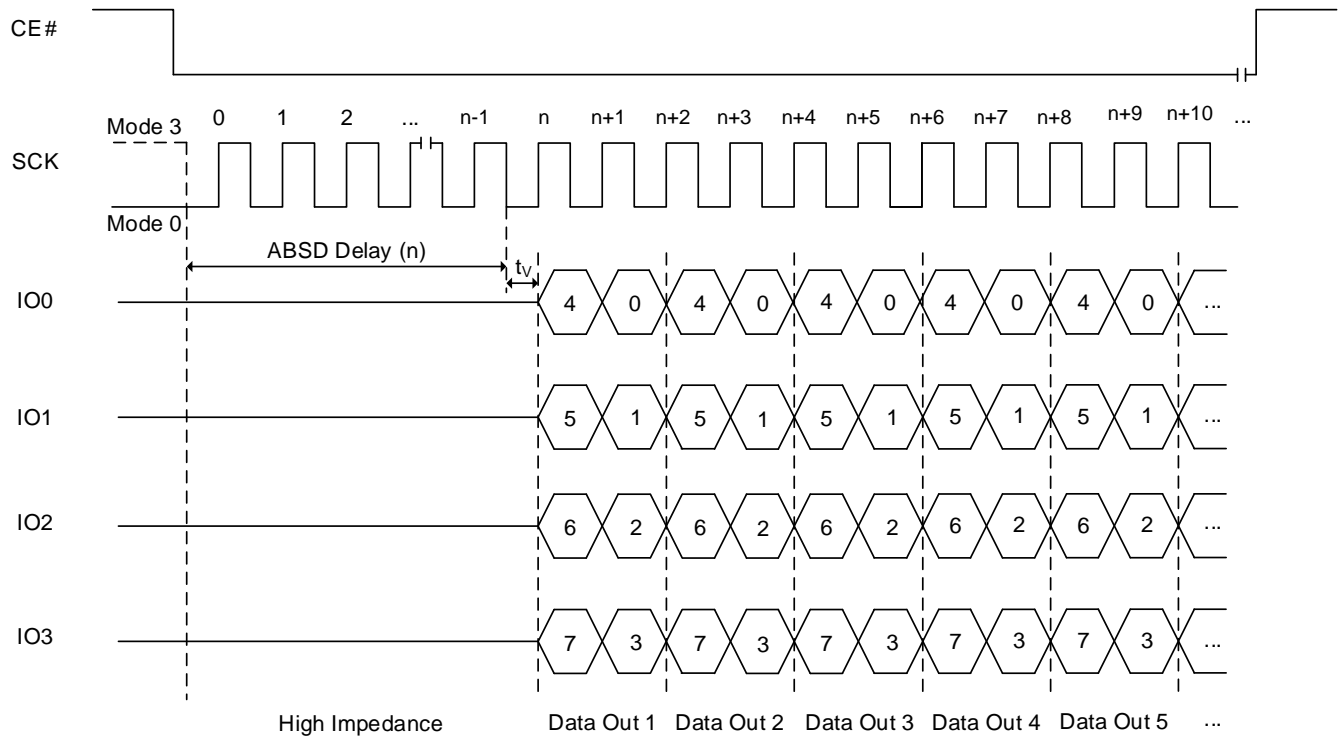 CE#
0 1 2 ... n-1 n n+1 n+2 n+3 n+4 n+5 n+6 n+7 n+8 n+9 n+10 ...
Mode 3
SCK
Mode 0
ABSD Delay (n)
tV
IO0 4 0 4 0 4 0 4 0 4 0 ...
IO1 5 1 5 1 5 1 5 1 5 1 ...
IO2 6 2 6 2 6 2 6 2 6 2 ...
IO3 7 3 7 3 7 3 7 3 7 3 ...
High Impedance Data Out 1 Data Out 2 Data Out 3 Data Out 4 Data Out 5 ...